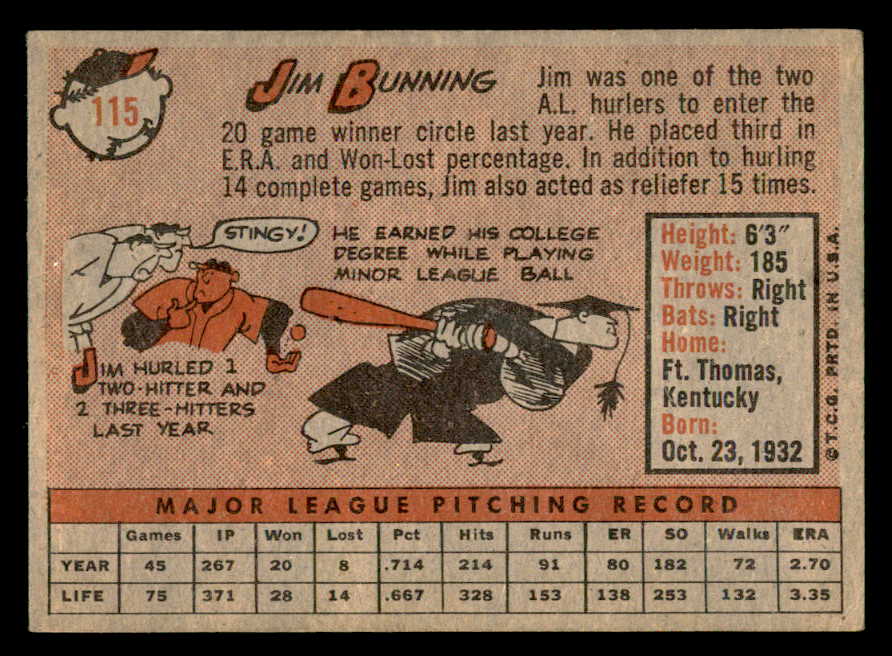 115
JIM BUNNING
Jim was one of the two
A.L. hurlers to enter the
20 game winner circle last year. He placed third in
E.R.A. and Won-Lost percentage. In addition to hurling
14 complete games, Jim also acted as reliefer 15 times.
STINGY!
JIM HURLED 1
TWO-HITTER AND
2 THREE-HITTERS
LAST YEAR
HE EARNED HIS COLLEGE
DEGREE WHILE PLAYING
MINOR LEAGUE BALL
Height: 6'3"
Weight: 185
Throws: Right
Bats: Right
Home:
Ft. Thomas,
Kentucky
Born:
Oct. 23, 1932
© T.C.G. PRTD. IN U.S.A.
MAJOR LEAGUE PITCHING RECORD
Games IP Won Lost Pct Hits Runs ER SO Walks ERA
YEAR 45 267 20 8 .714 214 91 80 182 72 2.70
LIFE 75 371 28 14 .667 328 153 138 253 132 3.35